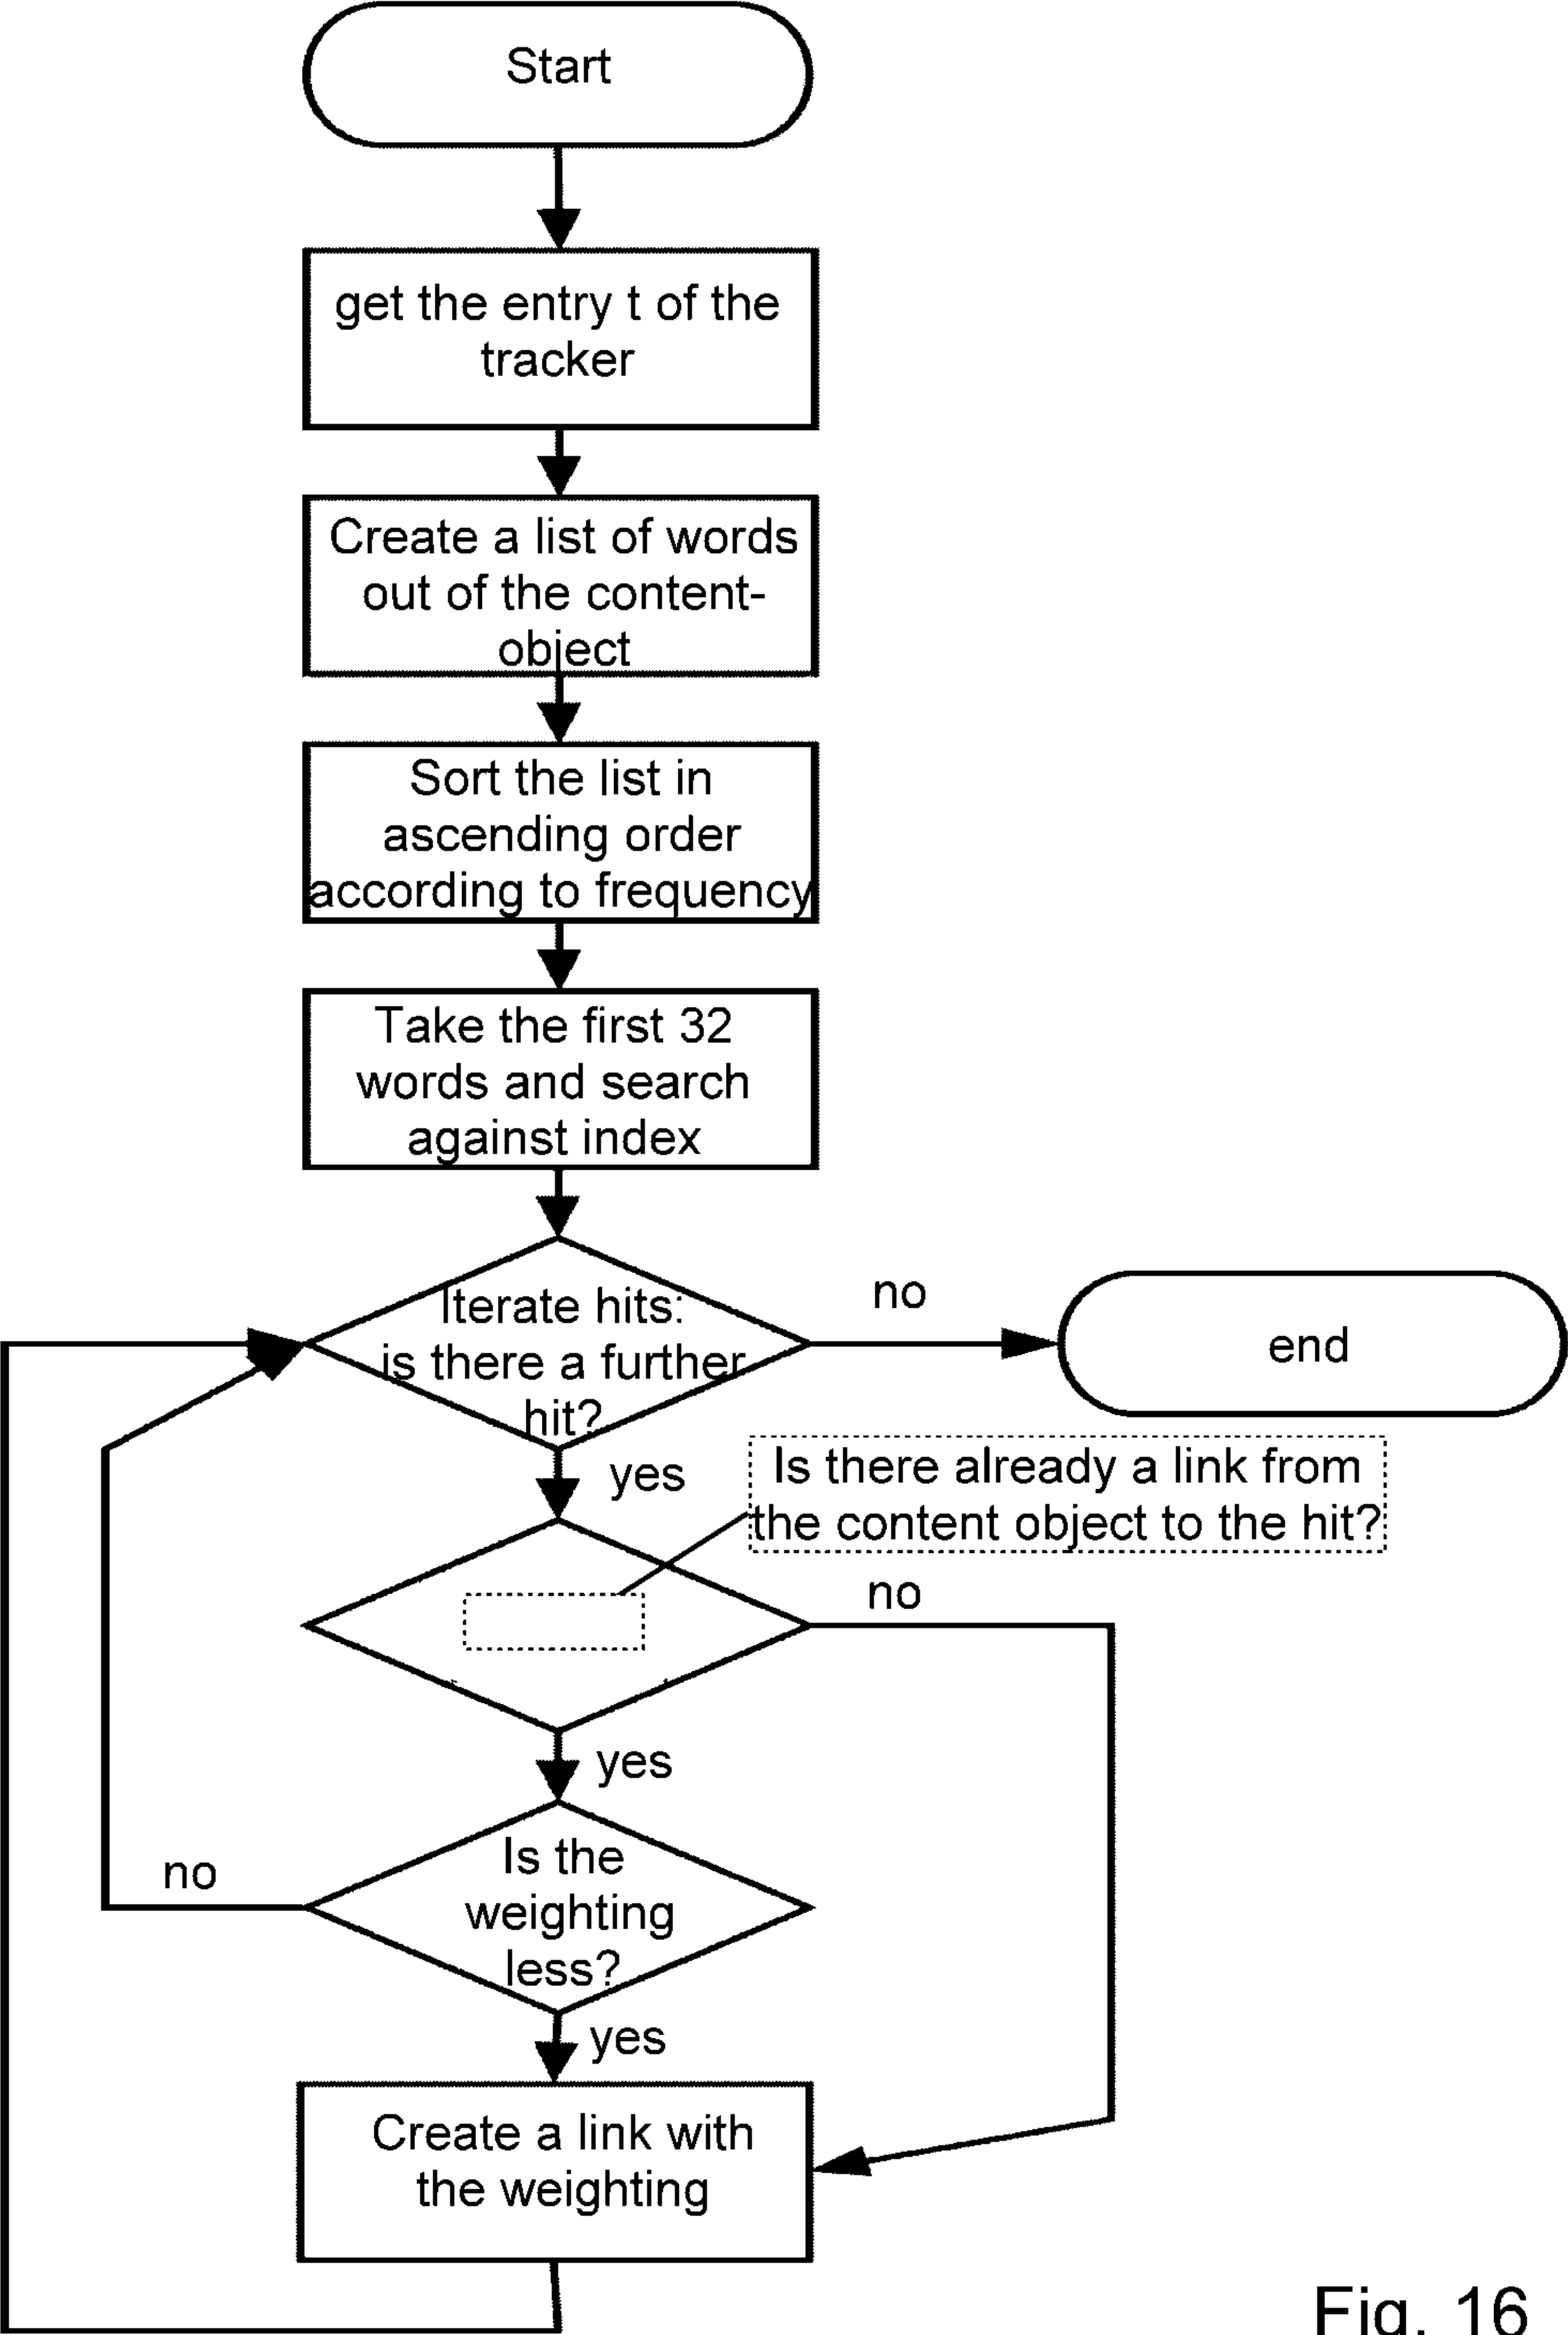 Start
get the entry t of the
tracker
Create a list of words
out of the content-
object
Sort the list in
ascending order
according to frequency
Take the first 32
words and search
against index
Iterate hits:
is there a further
hit?
no
end
yes
Is there already a link from
the content object to the hit?
no
yes
Is the
weighting
less?
no
yes
Create a link with
the weighting
Fig. 16